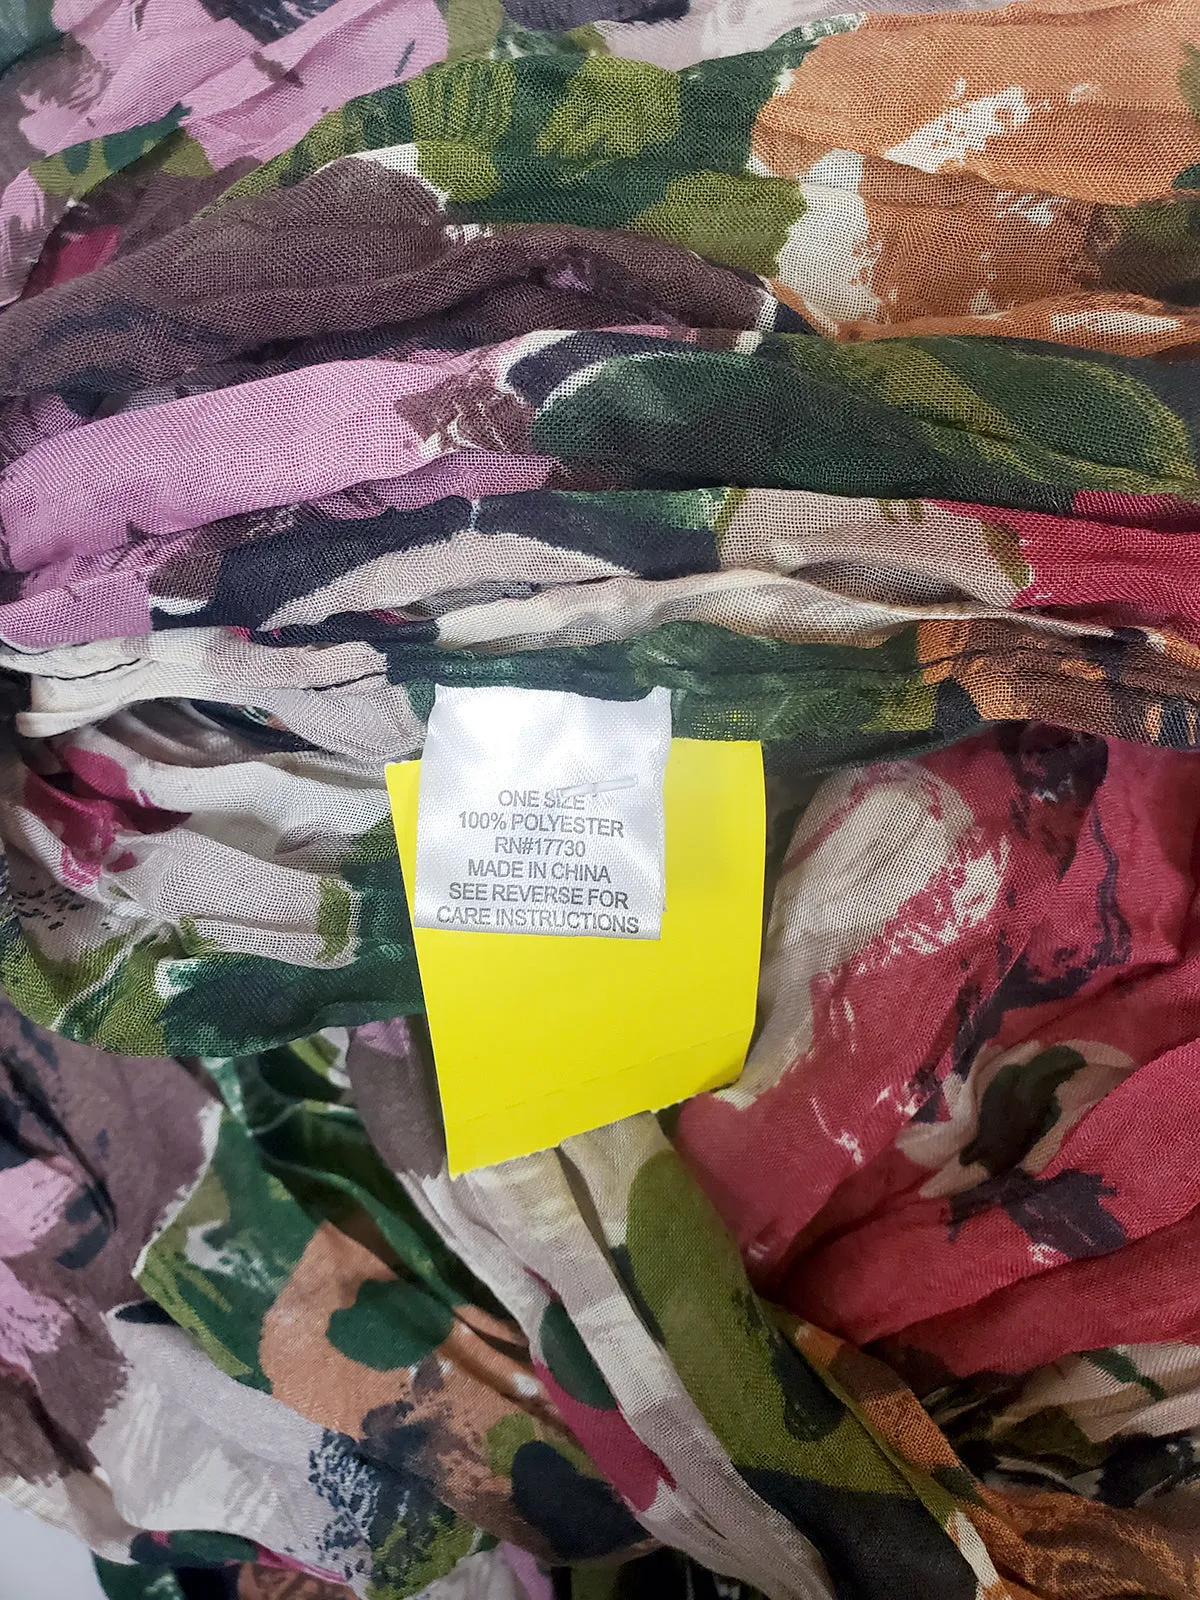 ONE SIZE
100% POLYESTER
RN#17730
MADE IN CHINA
SEE REVERSE FOR
CARE INSTRUCTIONS